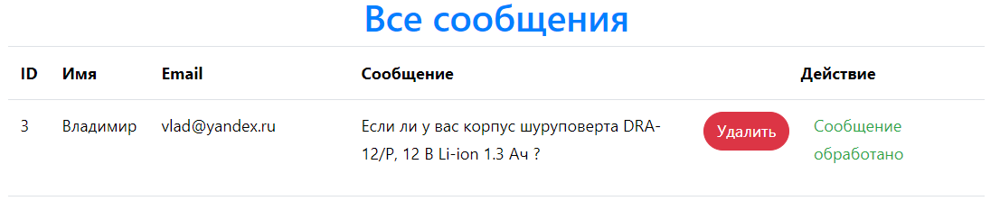 Все сообщения
ID Имя Email Сообщение Действие
3 Владимир vlad@yandex.ru Если ли у вас корпус шуруповерта DRA- Удалить Сообщение
12/P, 12 В Li-ion 1.3 Ач ? обработано